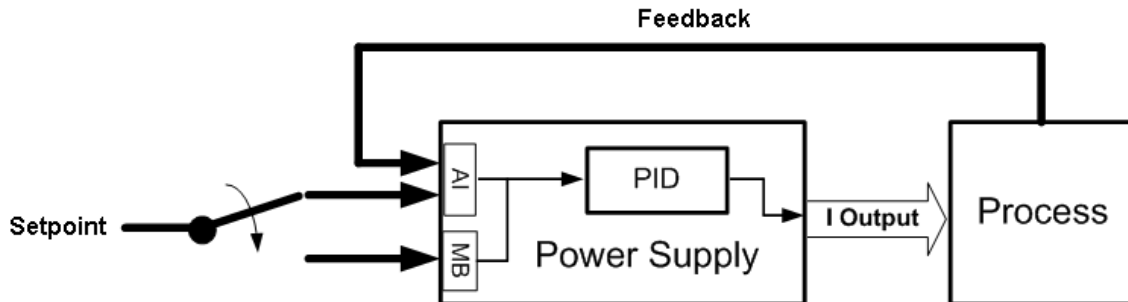 Feedback
AI
PID
Setpoint
I Output
Process
MB
Power Supply